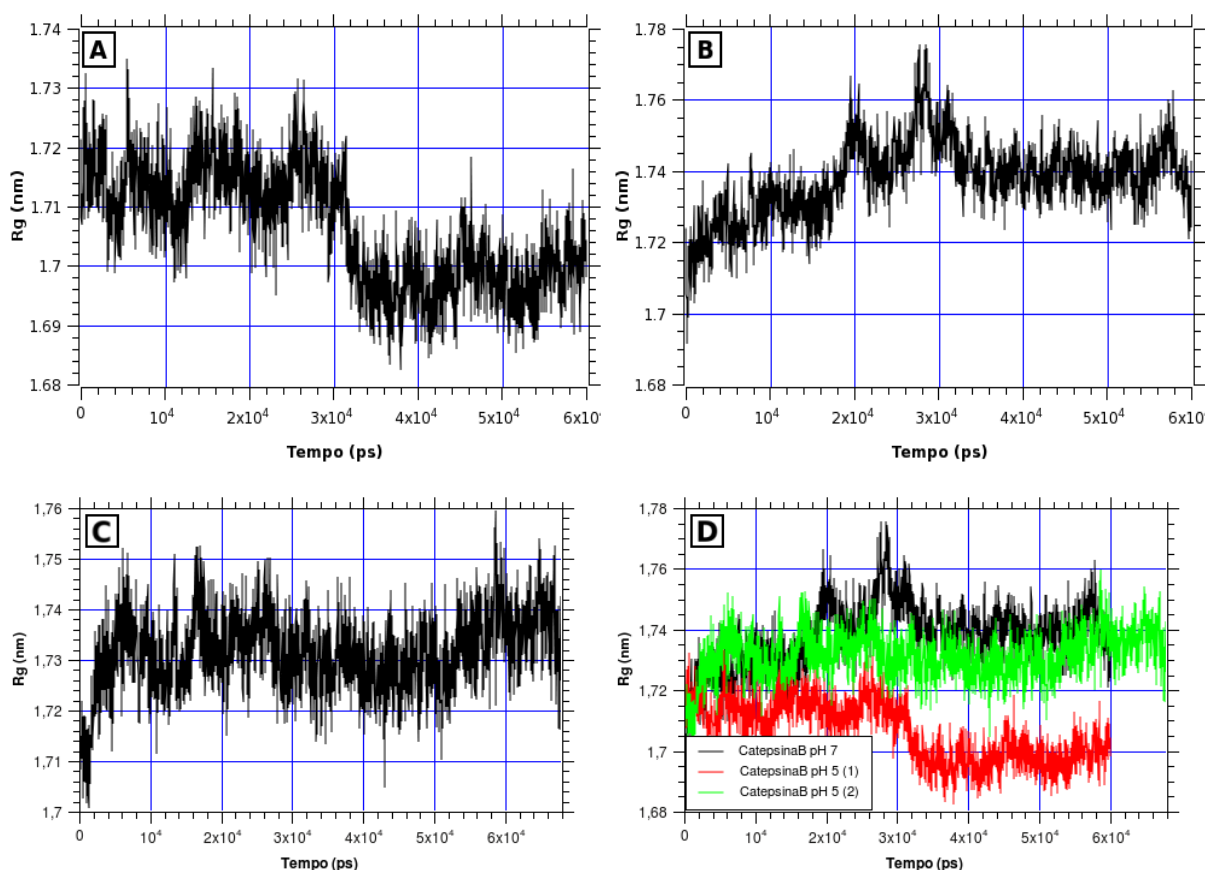 A
1.74
1.73
1.72
1.71
1.7
1.69
1.68
Rg (nm)
0 10⁴ 2x10⁴ 3x10⁴ 4x10⁴ 5x10⁴ 6x10
Tempo (ps)
B
1.78
1.76
1.74
1.72
1.7
1.68
Rg (nm)
0 10⁴ 2x10⁴ 3x10⁴ 4x10⁴ 5x10⁴ 6x10
Tempo (ps)
C
1,76
1,75
1,74
1,73
1,72
1,71
1,7
Rg (nm)
0 10⁴ 2x10⁴ 3x10⁴ 4x10⁴ 5x10⁴ 6x10⁴
Tempo (ps)
D
1,78
1,76
1,74
1,72
1,7
1,68
Rg (nm)
CatepsinaB pH 7
CatepsinaB pH 5 (1)
CatepsinaB pH 5 (2)
0 10⁴ 2x10⁴ 3x10⁴ 4x10⁴ 5x10⁴ 6x10⁴
Tempo (ps)